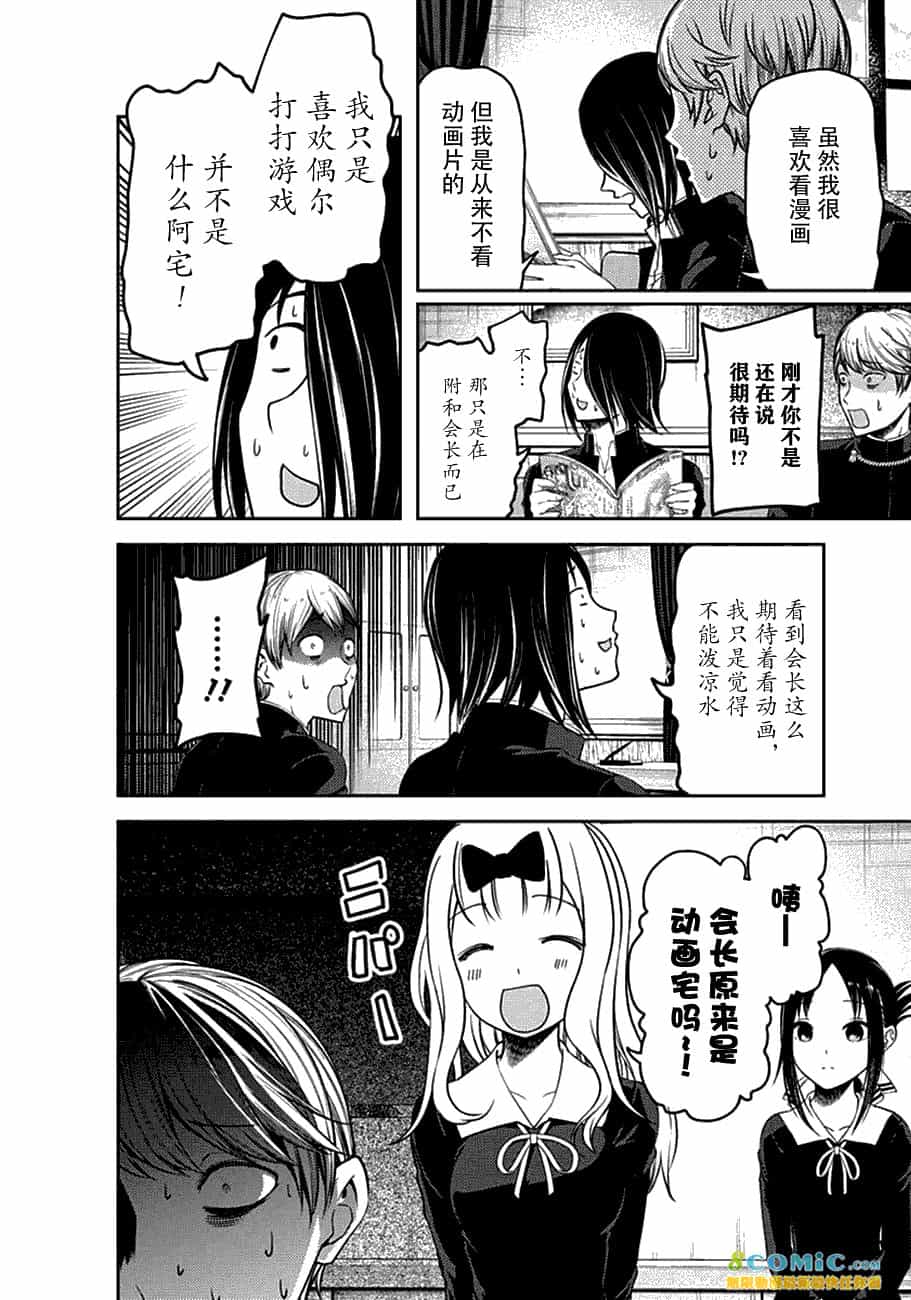 虽然我很
喜欢看漫画
但我是从来不看
动画片的
我只是
喜欢偶尔
打打游戏
并不是
什么阿宅！
刚才你不是
还在说
很期待吗!?
不…
那只是在
附和会长而已
看到会长这么
期待着看动画，
我只是觉得
不能泼凉水
……!!
咦—
会长原来是
动画宅吗~!
ニパー
8COMIC.COM